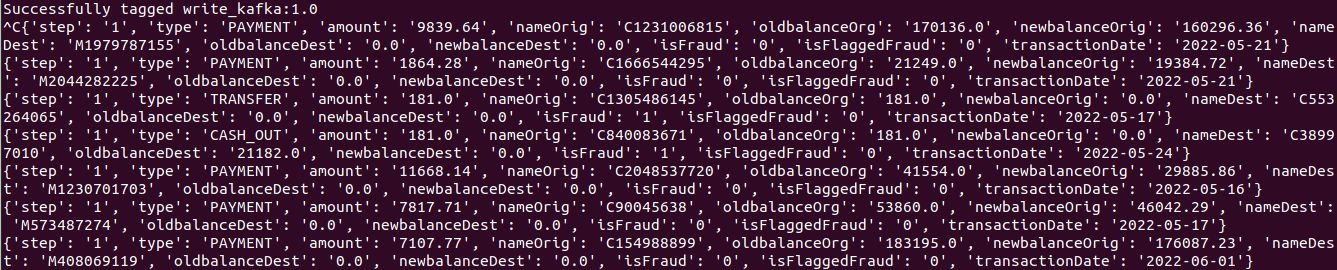 Successfully tagged write_kafka:1.0
^C{'step': '1', 'type': 'PAYMENT', 'amount': '9839.64', 'nameOrig': 'C1231006815', 'oldbalanceOrg': '170136.0', 'newbalanceOrig': '160296.36', 'name
Dest': 'M1979787155', 'oldbalanceDest': '0.0', 'newbalanceDest': '0.0', 'isFraud': '0', 'isFlaggedFraud': '0', 'transactionDate': '2022-05-21'}
{'step': '1', 'type': 'PAYMENT', 'amount': '1864.28', 'nameOrig': 'C1666544295', 'oldbalanceOrg': '21249.0', 'newbalanceOrig': '19384.72', 'nameDest
': 'M2044282225', 'oldbalanceDest': '0.0', 'newbalanceDest': '0.0', 'isFraud': '0', 'isFlaggedFraud': '0', 'transactionDate': '2022-05-21'}
{'step': '1', 'type': 'TRANSFER', 'amount': '181.0', 'nameOrig': 'C1305486145', 'oldbalanceOrg': '181.0', 'newbalanceOrig': '0.0', 'nameDest': 'C553
264065', 'oldbalanceDest': '0.0', 'newbalanceDest': '0.0', 'isFraud': '1', 'isFlaggedFraud': '0', 'transactionDate': '2022-05-17'}
{'step': '1', 'type': 'CASH_OUT', 'amount': '181.0', 'nameOrig': 'C840083671', 'oldbalanceOrg': '181.0', 'newbalanceOrig': '0.0', 'nameDest': 'C3899
7010', 'oldbalanceDest': '21182.0', 'newbalanceDest': '0.0', 'isFraud': '1', 'isFlaggedFraud': '0', 'transactionDate': '2022-05-24'}
{'step': '1', 'type': 'PAYMENT', 'amount': '11668.14', 'nameOrig': 'C2048537720', 'oldbalanceOrg': '41554.0', 'newbalanceOrig': '29885.86', 'nameDes
t': 'M1230701703', 'oldbalanceDest': '0.0', 'newbalanceDest': '0.0', 'isFraud': '0', 'isFlaggedFraud': '0', 'transactionDate': '2022-05-16'}
{'step': '1', 'type': 'PAYMENT', 'amount': '7817.71', 'nameOrig': 'C90045638', 'oldbalanceOrg': '53860.0', 'newbalanceOrig': '46042.29', 'nameDest':
 'M573487274', 'oldbalanceDest': '0.0', 'newbalanceDest': '0.0', 'isFraud': '0', 'isFlaggedFraud': '0', 'transactionDate': '2022-05-17'}
{'step': '1', 'type': 'PAYMENT', 'amount': '7107.77', 'nameOrig': 'C154988899', 'oldbalanceOrg': '183195.0', 'newbalanceOrig': '176087.23', 'nameDes
t': 'M408069119', 'oldbalanceDest': '0.0', 'newbalanceDest': '0.0', 'isFraud': '0', 'isFlaggedFraud': '0', 'transactionDate': '2022-06-01'}